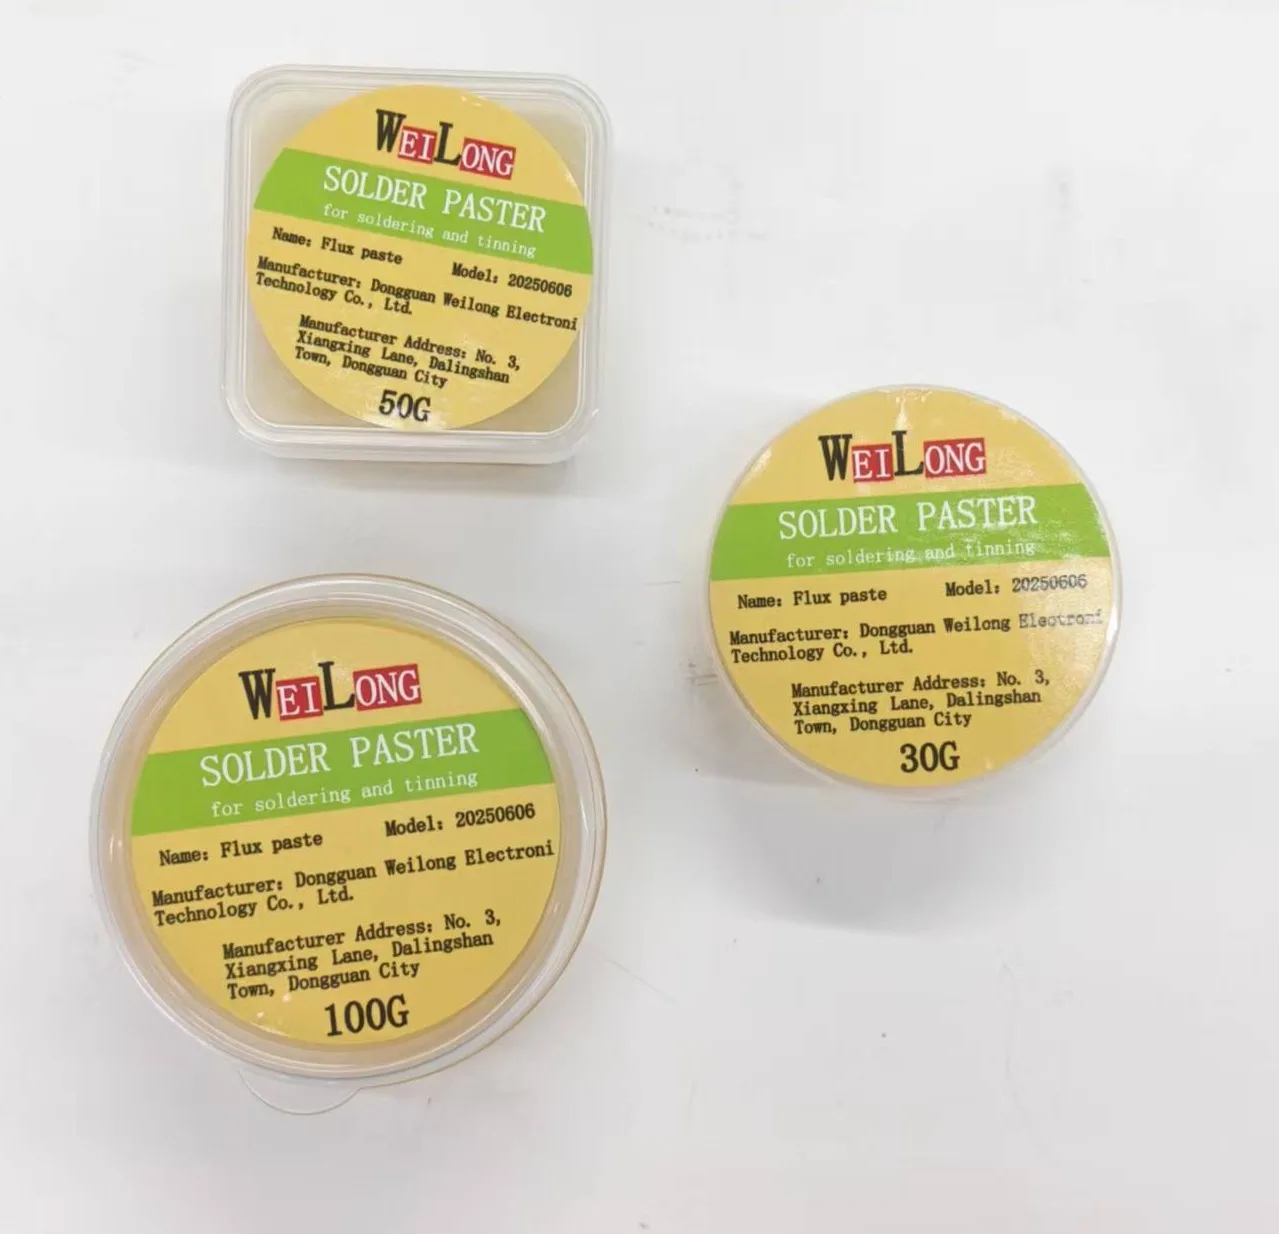 WEILONG
SOLDER PASTER
for soldering and tinning
Name: Flux paste
Model: 20250606
Manufacturer: Dongguan Weilong Electroni
Technology Co., Ltd.
Manufacturer Address: No. 3,
Xiangxing Lane, Dalingshan
Town, Dongguan City
50G
WEILONG
SOLDER PASTER
for soldering and tinning
Name: Flux paste
Model: 20250606
Manufacturer: Dongguan Weilong Electroni
Technology Co., Ltd.
Manufacturer Address: No. 3,
Xiangxing Lane, Dalingshan
Town, Dongguan City
30G
WEILONG
SOLDER PASTER
for soldering and tinning
Name: Flux paste
Model: 20250606
Manufacturer: Dongguan Weilong Electroni
Technology Co., Ltd.
Manufacturer Address: No. 3,
Xiangxing Lane, Dalingshan
Town, Dongguan City
100G